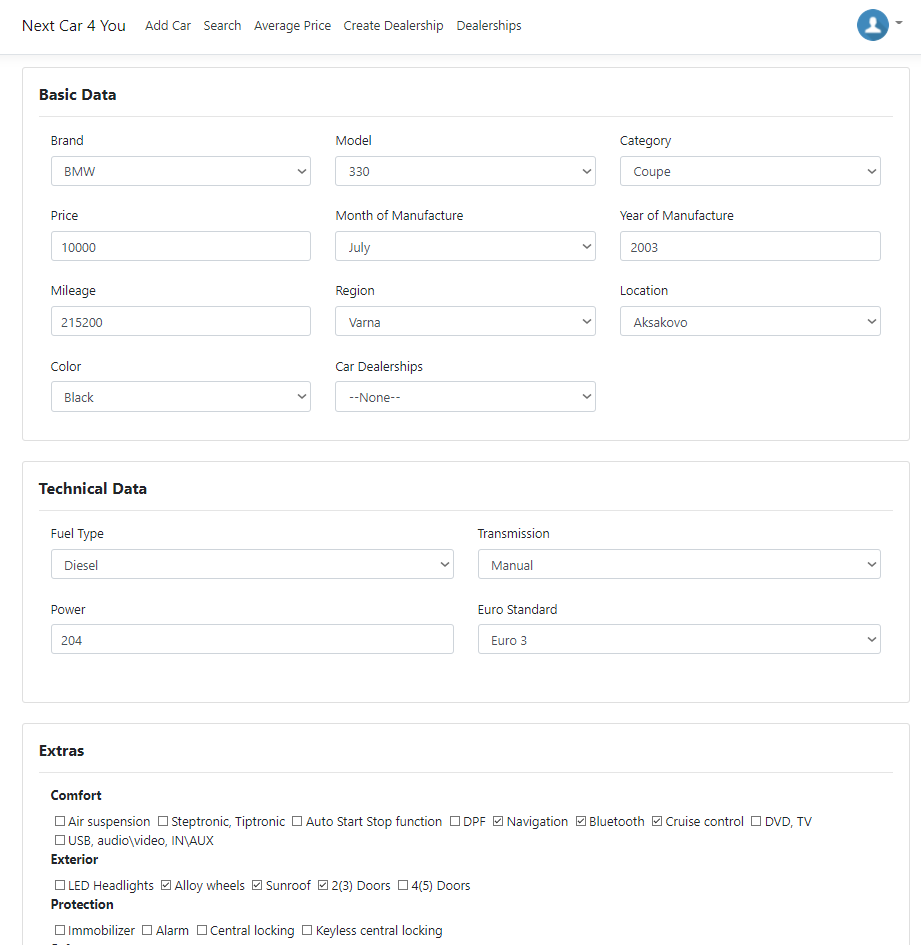 Next Car 4 You Add Car Search Average Price Create Dealership Dealerships
Basic Data
Brand Model Category
BMW 330 Coupe
Price Month of Manufacture Year of Manufacture
10000 July 2003
Mileage Region Location
215200 Varna Aksakovo
Color Car Dealerships
Black --None--
Technical Data
Fuel Type Transmission
Diesel Manual
Power Euro Standard
204 Euro 3
Extras
Comfort
Air suspension Steptronic, Tiptronic Auto Start Stop function DPF Navigation Bluetooth Cruise control DVD, TV
USB, audio\video, IN\AUX
Exterior
LED Headlights Alloy wheels Sunroof 2(3) Doors 4(5) Doors
Protection
Immobilizer Alarm Central locking Keyless central locking